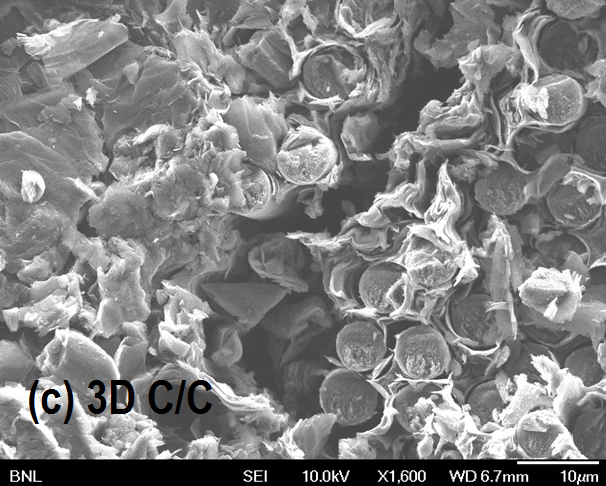 (c) 3D C/C
BNL SEI 10.0kV X1,600 WD 6.7mm 10μm